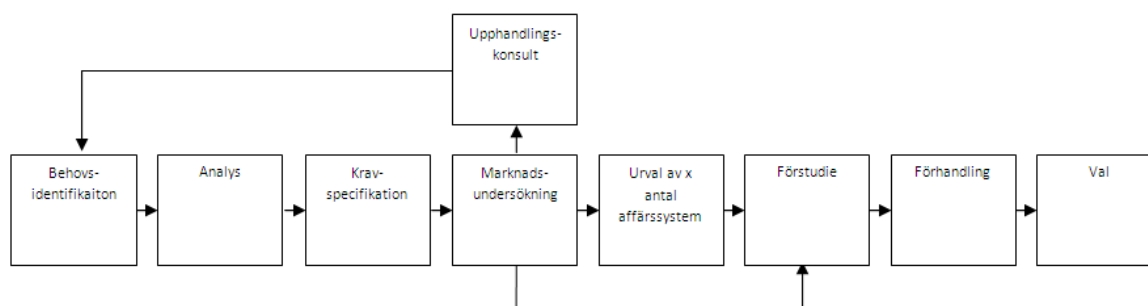 Upphandlings-
konsult
Behovs-
identifikaiton
Analys
Krav-
specifikation
Marknads-
undersökning
Urval av x
antal
affärssystem
Förstudie
Förhandling
Val